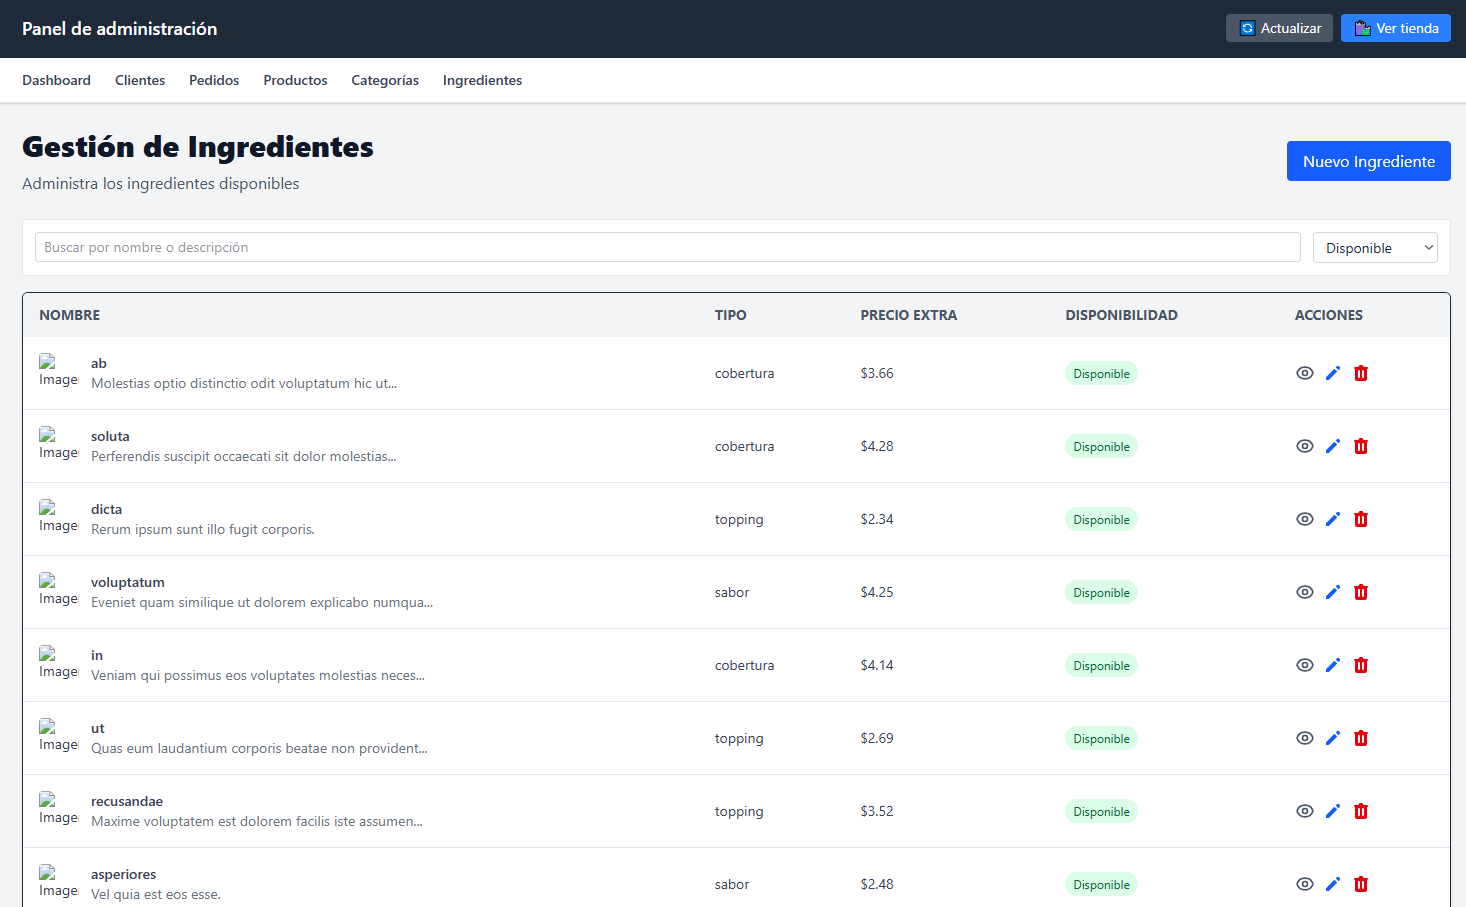 Panel de administración
Actualizar
Ver tienda
Dashboard Clientes Pedidos Productos Categorías Ingredientes
Gestión de Ingredientes
Administra los ingredientes disponibles
Nuevo Ingrediente
Buscar por nombre o descripción
Disponible
NOMBRE TIPO PRECIO EXTRA DISPONIBILIDAD ACCIONES
Image
ab
Molestias optio distinctio odit voluptatum hic ut...
cobertura $3.66 Disponible
Image
soluta
Perferendis suscipit occaecati sit dolor molestias...
cobertura $4.28 Disponible
Image
dicta
Rerum ipsum sunt illo fugit corporis.
topping $2.34 Disponible
Image
voluptatum
Eveniet quam similique ut dolorem explicabo numqua...
sabor $4.25 Disponible
Image
in
Veniam qui possimus eos voluptates molestias neces...
cobertura $4.14 Disponible
Image
ut
Quas eum laudantium corporis beatae non provident...
topping $2.69 Disponible
Image
recusandae
Maxime voluptatem est dolorem facilis iste assumen...
topping $3.52 Disponible
Image
asperiores
Vel quia est eos esse.
sabor $2.48 Disponible